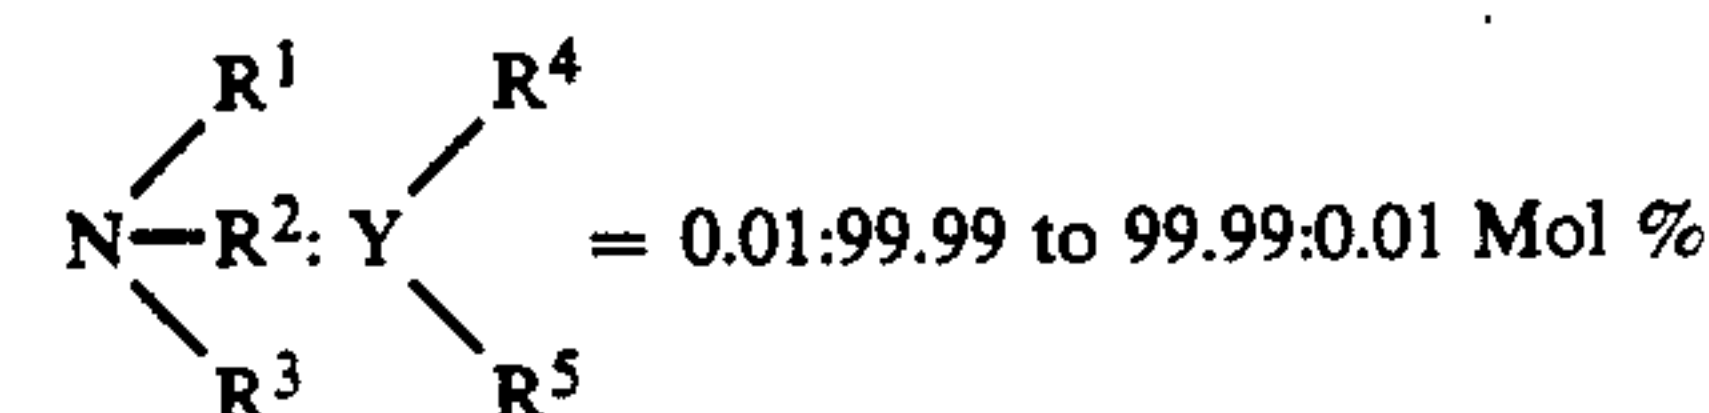 R¹ R⁴
N—R²: Y = 0.01:99.99 to 99.99:0.01 Mol %
R³ R⁵